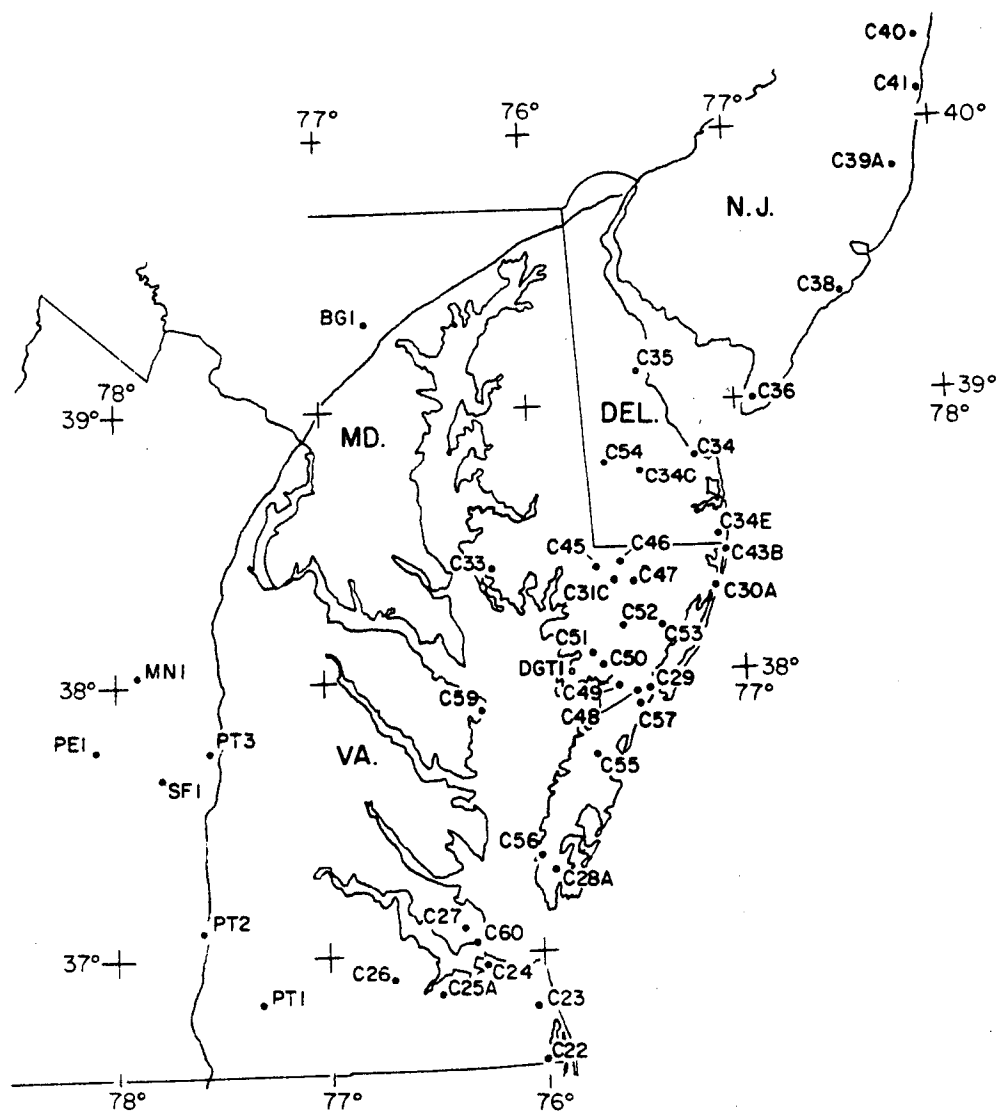 C40
C41
77°
76°
77°
40°
C39A
N.J.
C38
BG1
C35
78°
39°
C36
39°
78°
MD.
DEL.
C34
C54
C34C
C34E
C45
C46
C43B
C33
C31C
C47
C30A
C52
C51
C53
DGT1
C50
38°
77°
MN1
38°
C49
C29
C59
C48
C57
PE1
PT3
VA.
C55
SF1
C56
C28A
C27
C60
PT2
37°
C26
C24
C25A
PT1
C23
C22
78°
77°
76°